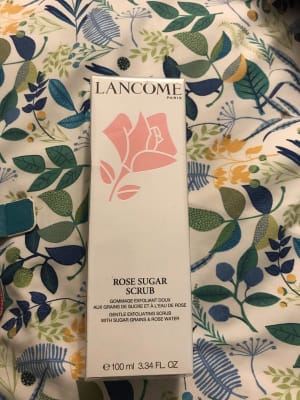 LANCOME
PARIS
ROSE SUGAR
SCRUB
GOMMAGE EXFOLIANT DOUX
AUX GRAINS DE SUCRE ET À L'EAU DE ROSE
GENTLE EXFOLIATING SCRUB
WITH SUGAR GRAINS & ROSE WATER
℮ 100 ml 3.34 FL. OZ